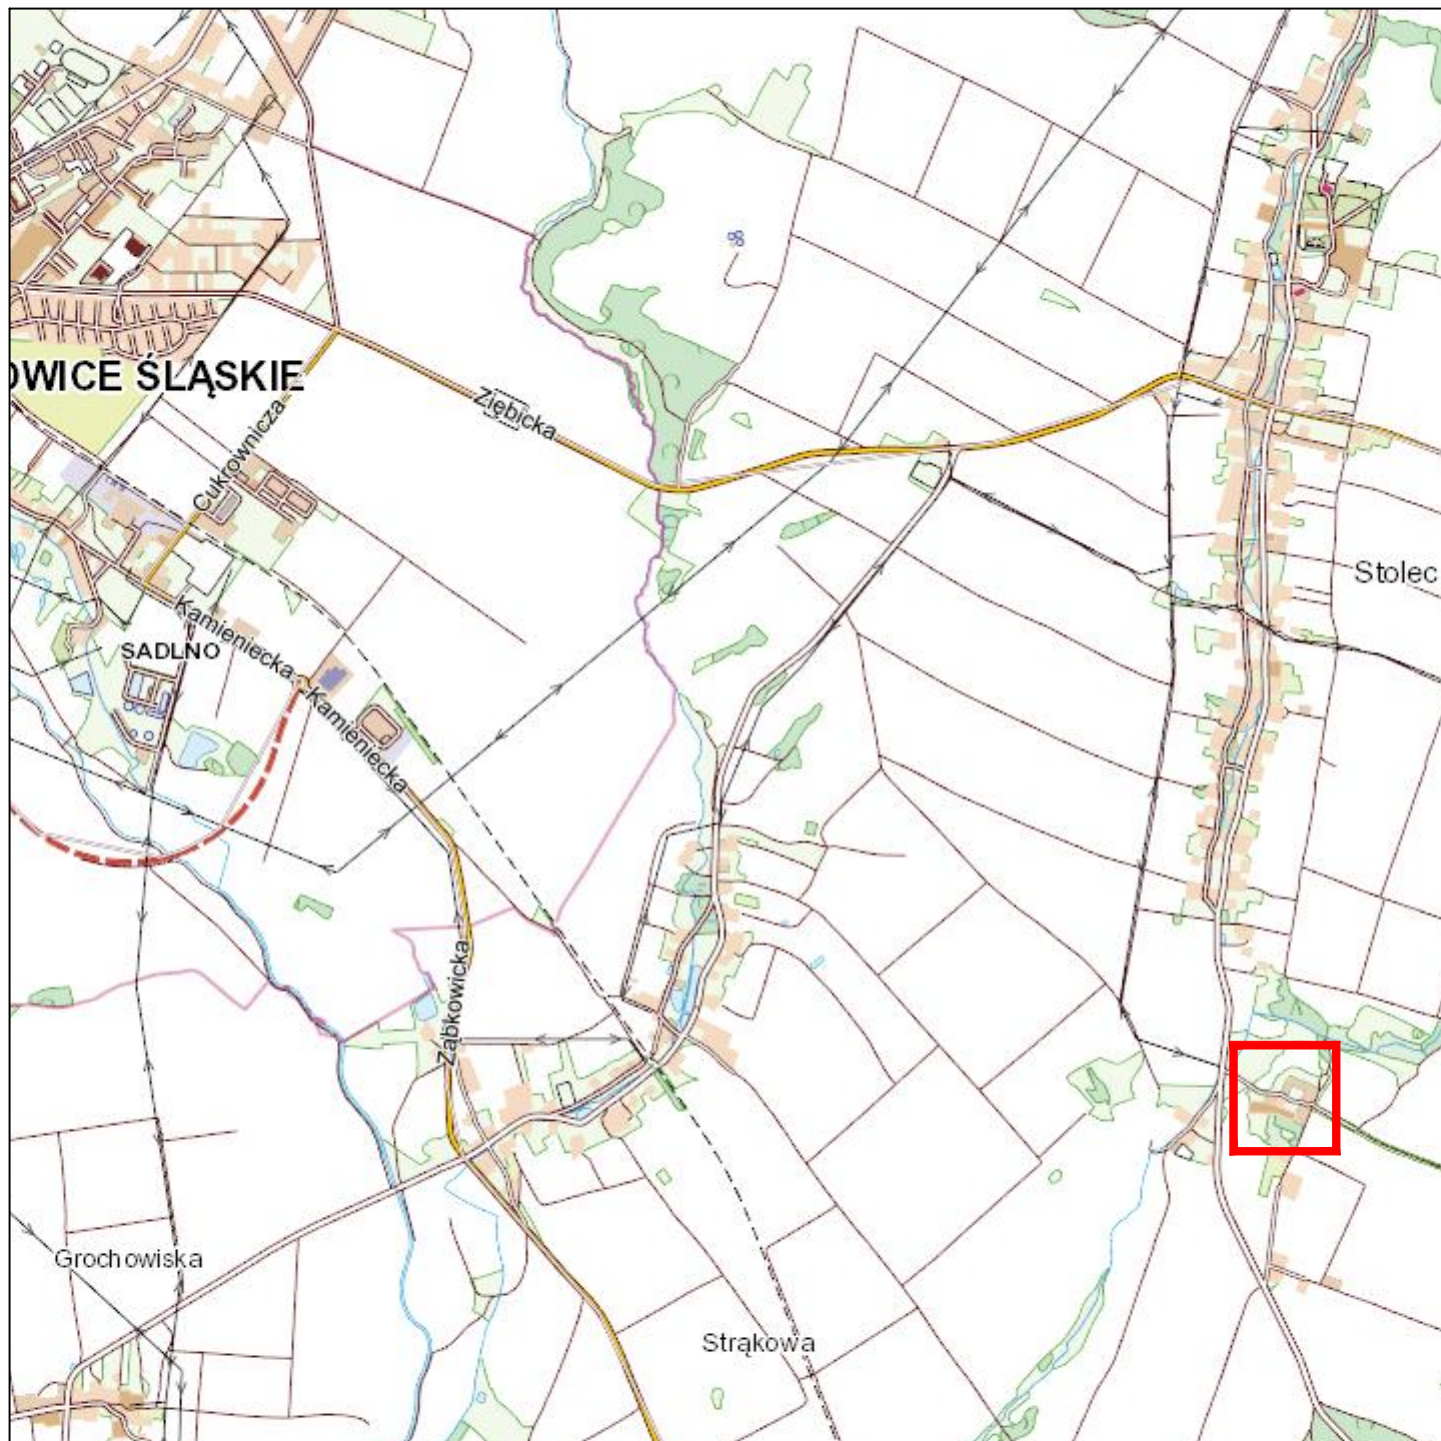 OWICE ŚLĄSKIE
Ziębicka
Cukrownicza
Stolec
Kamieniecka
SADLNO
Kamieniecka
Ząbkowicka
Grochowiska
Strąkowa